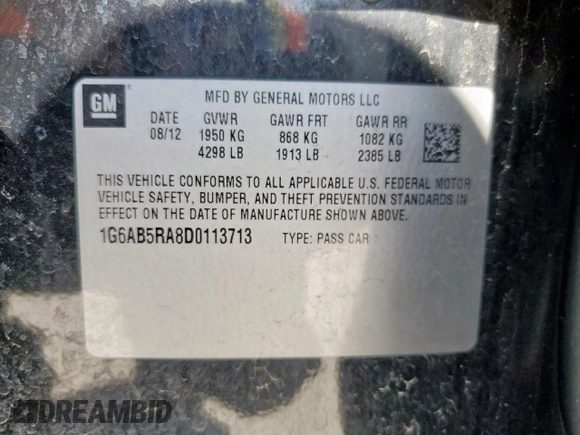 GM
MFD BY GENERAL MOTORS LLC
DATE GVWR GAWR FRT GAWR RR
08/12 1950 KG 868 KG 1082 KG
4298 LB 1913 LB 2385 LB
THIS VEHICLE CONFORMS TO ALL APPLICABLE U.S. FEDERAL MOTOR
VEHICLE SAFETY, BUMPER, AND THEFT PREVENTION STANDARDS IN
EFFECT ON THE DATE OF MANUFACTURE SHOWN ABOVE.
1G6AB5RA8D0113713 TYPE: PASS CAR
DREAMBID